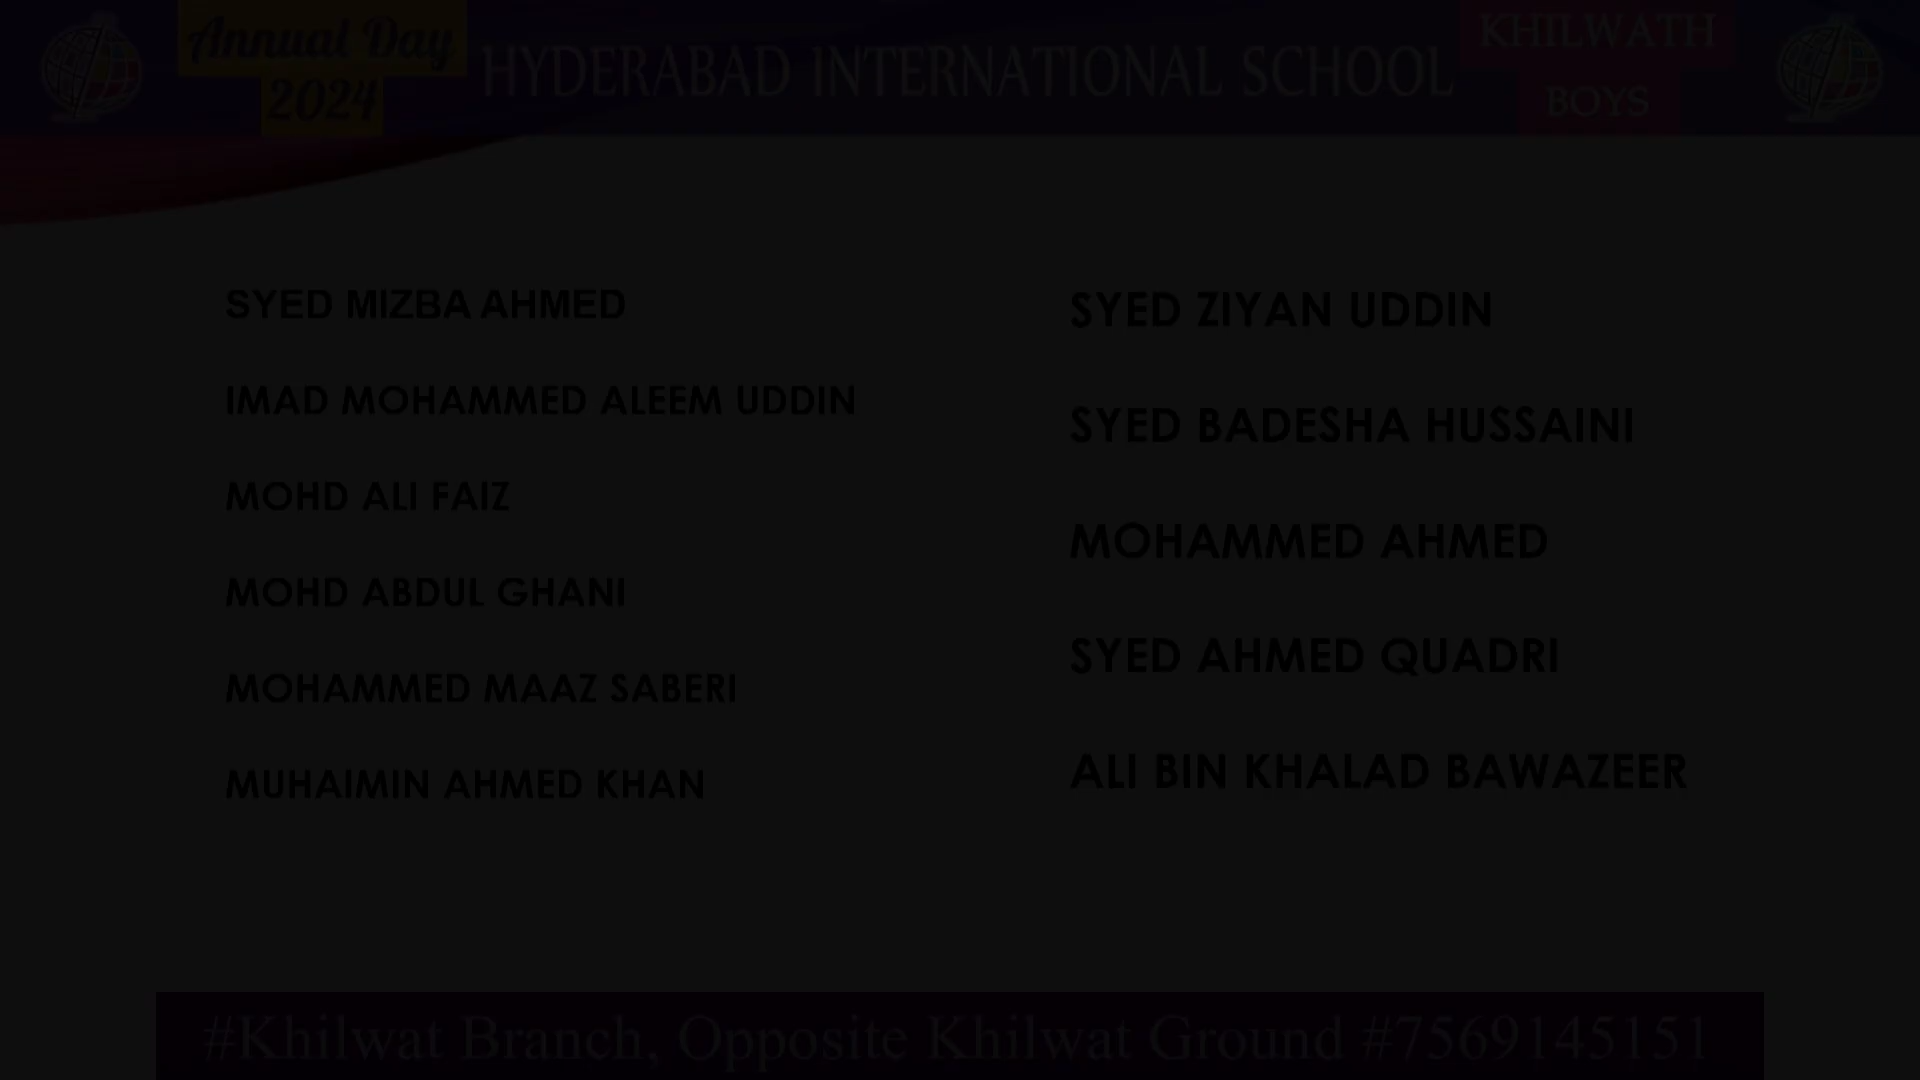 Annual Day
2024
HYDERABAD INTERNATIONAL SCHOOL
KHILWATH
BOYS
SYED MIZBA AHMED
IMAD MOHAMMED ALEEM UDDIN
MOHD ALI FAIZ
MOHD ABDUL GHANI
MOHAMMED MAAZ SABERI
MUHAIMIN AHMED KHAN
SYED ZIYAN UDDIN
SYED BADESHA HUSSAINI
MOHAMMED AHMED
SYED AHMED QUADRI
ALI BIN KHALAD BAWAZEER
#Khilwat Branch, Opposite Khilwat Ground #7569145151